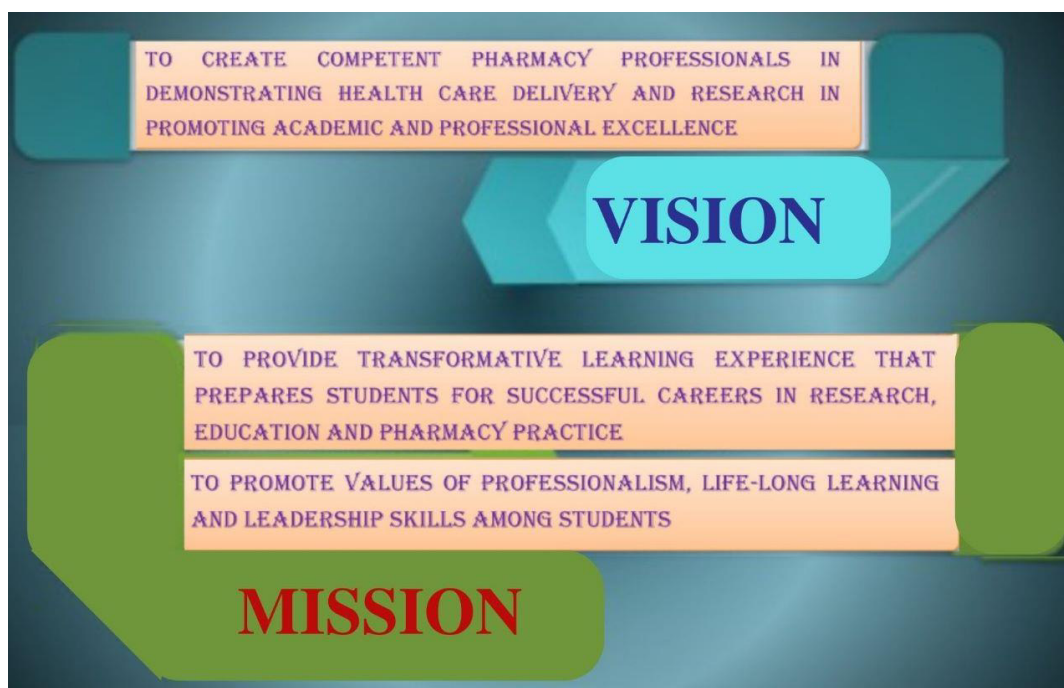 TO CREATE COMPETENT PHARMACY PROFESSIONALS IN
DEMONSTRATING HEALTH CARE DELIVERY AND RESEARCH IN
PROMOTING ACADEMIC AND PROFESSIONAL EXCELLENCE
VISION
TO PROVIDE TRANSFORMATIVE LEARNING EXPERIENCE THAT
PREPARES STUDENTS FOR SUCCESSFUL CAREERS IN RESEARCH,
EDUCATION AND PHARMACY PRACTICE
TO PROMOTE VALUES OF PROFESSIONALISM, LIFE-LONG LEARNING
AND LEADERSHIP SKILLS AMONG STUDENTS
MISSION